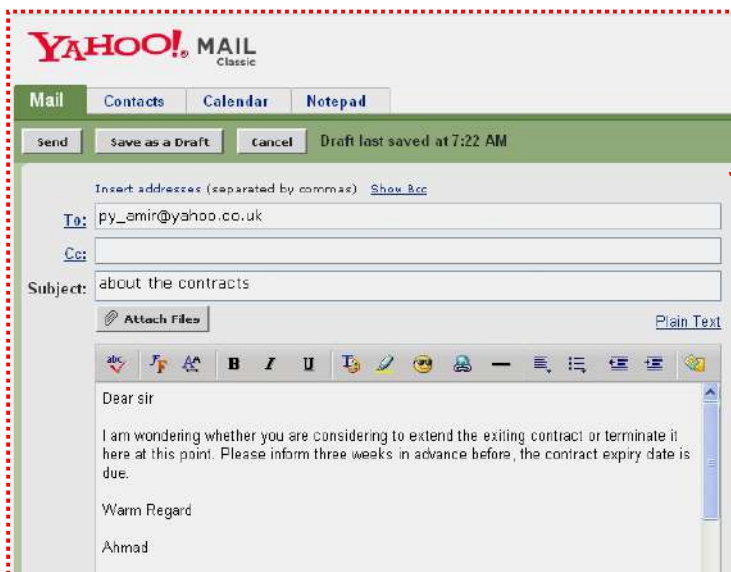 YAHOO!® MAIL
Classic
Mail Contacts Calendar Notepad
Send Save as a Draft Cancel Draft last saved at 7:22 AM
Insert addresses (separated by commas) Show Bcc
To: py_amir@yahoo.co.uk
Cc:
Subject: about the contracts
Attach Files Plain Text
abc B I U
Dear sir
I am wondering whether you are considering to extend the exiting contract or terminate it
here at this point. Please inform three weeks in advance before, the contract expiry date is
due.
Warm Regard
Ahmad